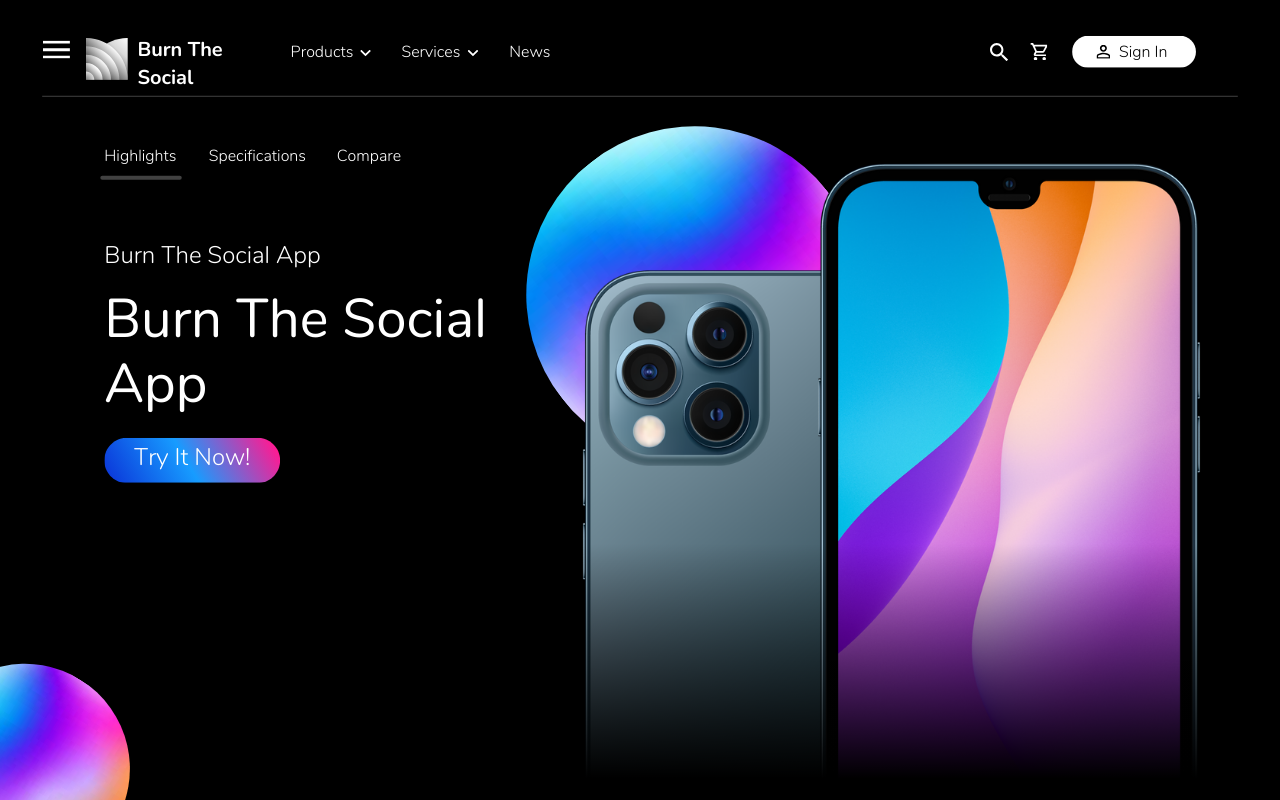 Burn The
Social
Products
Services
News
Sign In
Highlights
Specifications
Compare
Burn The Social App
Burn The Social
App
Try It Now!